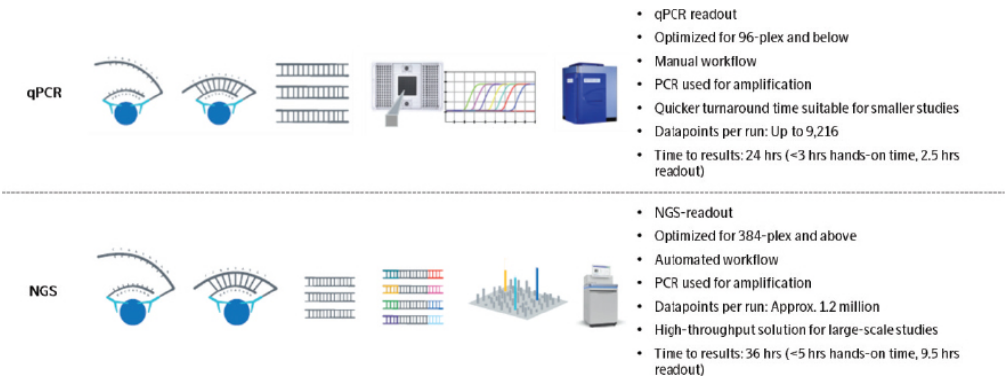 qPCR
• qPCR readout
• Optimized for 96-plex and below
• Manual workflow
• PCR used for amplification
• Quicker turnaround time suitable for smaller studies
• Datapoints per run: Up to 9,216
• Time to results: 24 hrs (<3 hrs hands-on time, 2.5 hrs
readout)
NGS
• NGS-readout
• Optimized for 384-plex and above
• Automated workflow
• PCR used for amplification
• Datapoints per run: Approx. 1.2 million
• High-throughput solution for large-scale studies
• Time to results: 36 hrs (<5 hrs hands-on time, 9.5 hrs
readout)